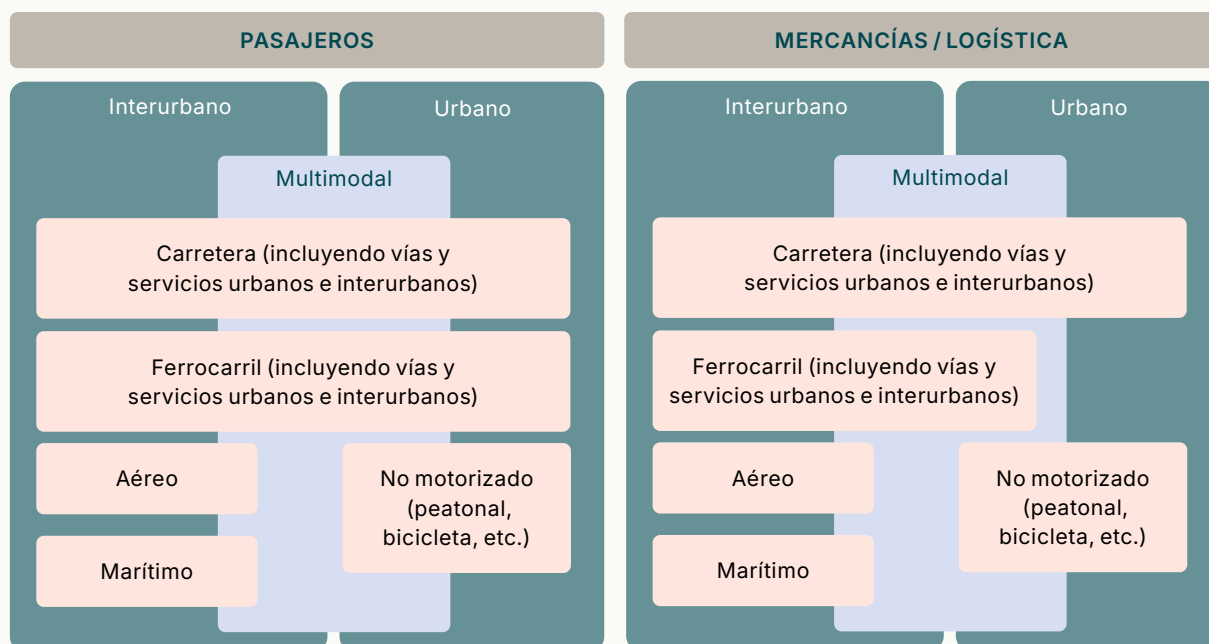 PASAJEROS
Interurbano
Urbano
Multimodal
Carretera (incluyendo vías y
servicios urbanos e interurbanos)
Ferrocarril (incluyendo vías y
servicios urbanos e interurbanos)
Aéreo
No motorizado
(peatonal,
bicicleta, etc.)
Marítimo
MERCANCÍAS / LOGÍSTICA
Interurbano
Urbano
Multimodal
Carretera (incluyendo vías y
servicios urbanos e interurbanos)
Ferrocarril (incluyendo vías y
servicios urbanos e interurbanos)
Aéreo
No motorizado
(peatonal,
bicicleta, etc.)
Marítimo